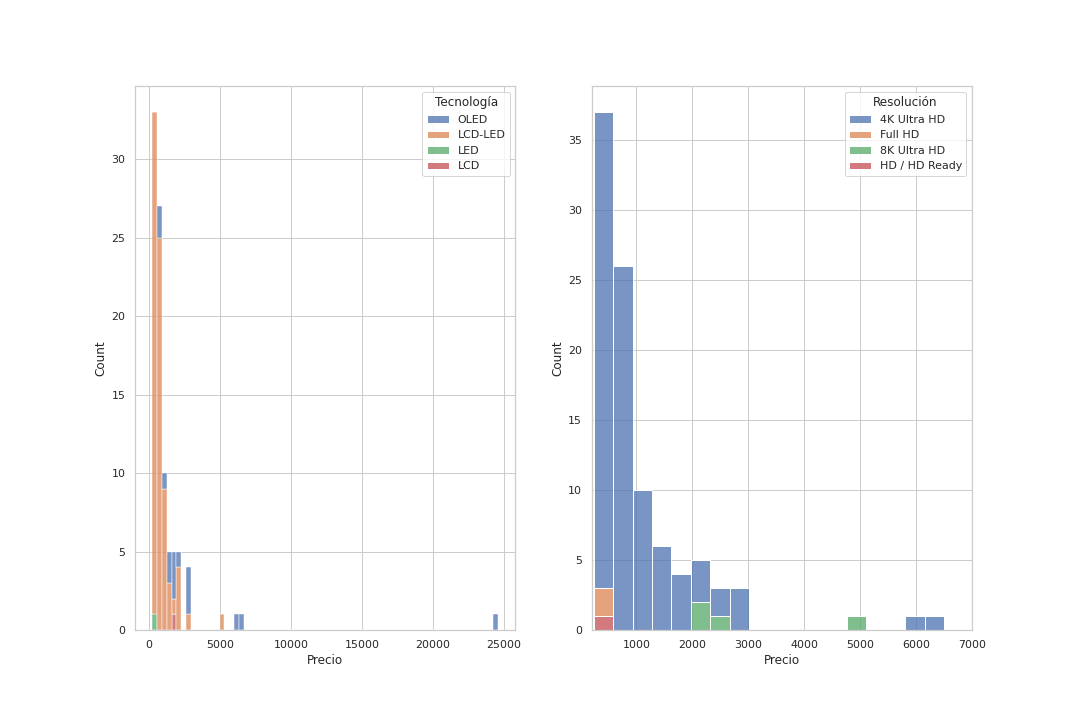 Tecnología
OLED
LCD-LED
LED
LCD
30
25
20
15
10
5
0
Count
0
5000
10000
15000
20000
25000
Precio
Resolución
4K Ultra HD
Full HD
8K Ultra HD
HD / HD Ready
35
30
25
20
15
10
5
0
Count
1000
2000
3000
4000
5000
6000
7000
Precio